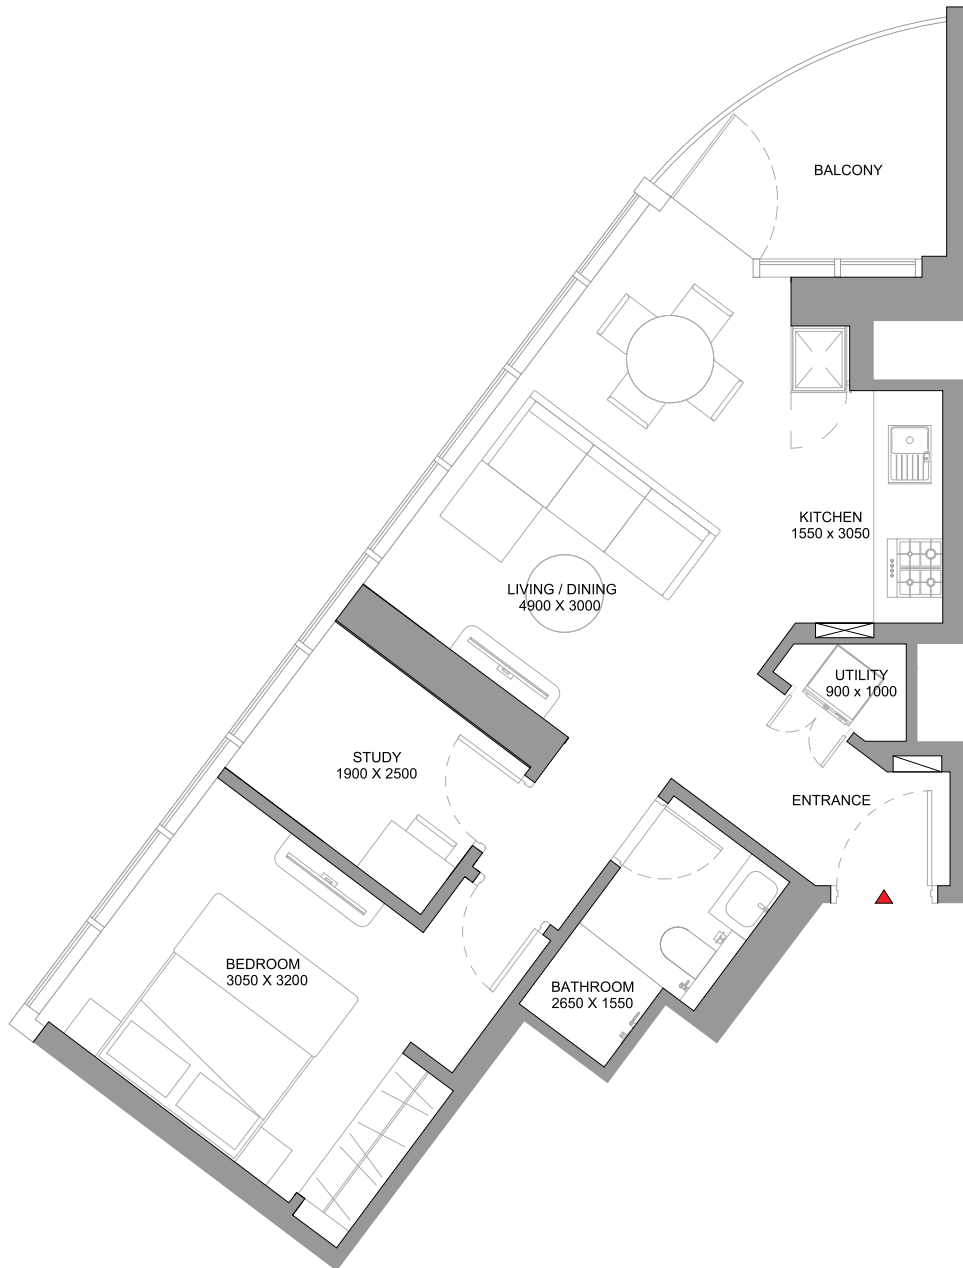 BALCONY
KITCHEN
1550 x 3050
LIVING / DINING
4900 X 3000
UTILITY
900 x 1000
STUDY
1900 X 2500
ENTRANCE
BEDROOM
3050 X 3200
BATHROOM
2650 X 1550